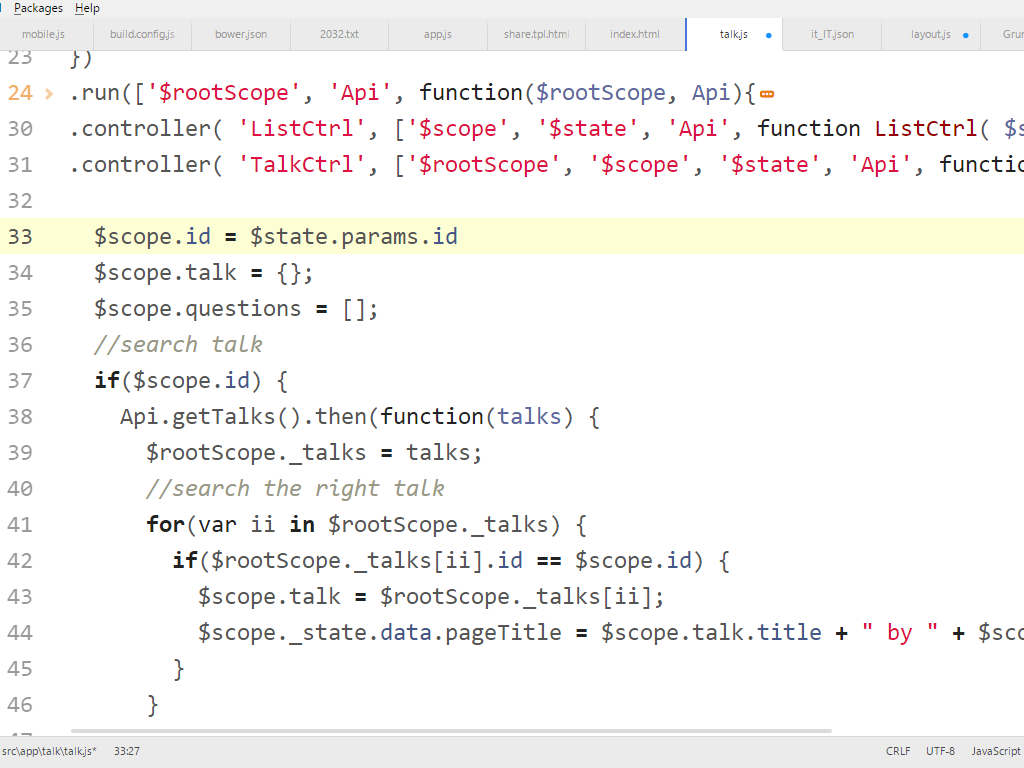 Packages Help
mobile.js build.config.js bower.json 2032.txt app.js share.tpl.html index.html talk.js it_IT.json layout.js
23 })
24 .run(['$rootScope', 'Api', function($rootScope, Api){
30 .controller( 'ListCtrl', ['$scope', '$state', 'Api', function ListCtrl(
31 .controller( 'TalkCtrl', ['$rootScope', '$scope', '$state', 'Api',
32
33 $scope.id = $state.params.id
34 $scope.talk = {};
35 $scope.questions = [];
36 //search talk
37 if($scope.id) {
38 Api.getTalks().then(function(talks) {
39 $rootScope._talks = talks;
40 //search the right talk
41 for(var ii in $rootScope._talks) {
42 if($rootScope._talks[ii].id == $scope.id) {
43 $scope.talk = $rootScope._talks[ii];
44 $scope._state.data.pageTitle = $scope.talk.title + " by " +
45 }
46 }
src\app\talk\talk.js* 33:27 CRLF UTF-8 JavaScript